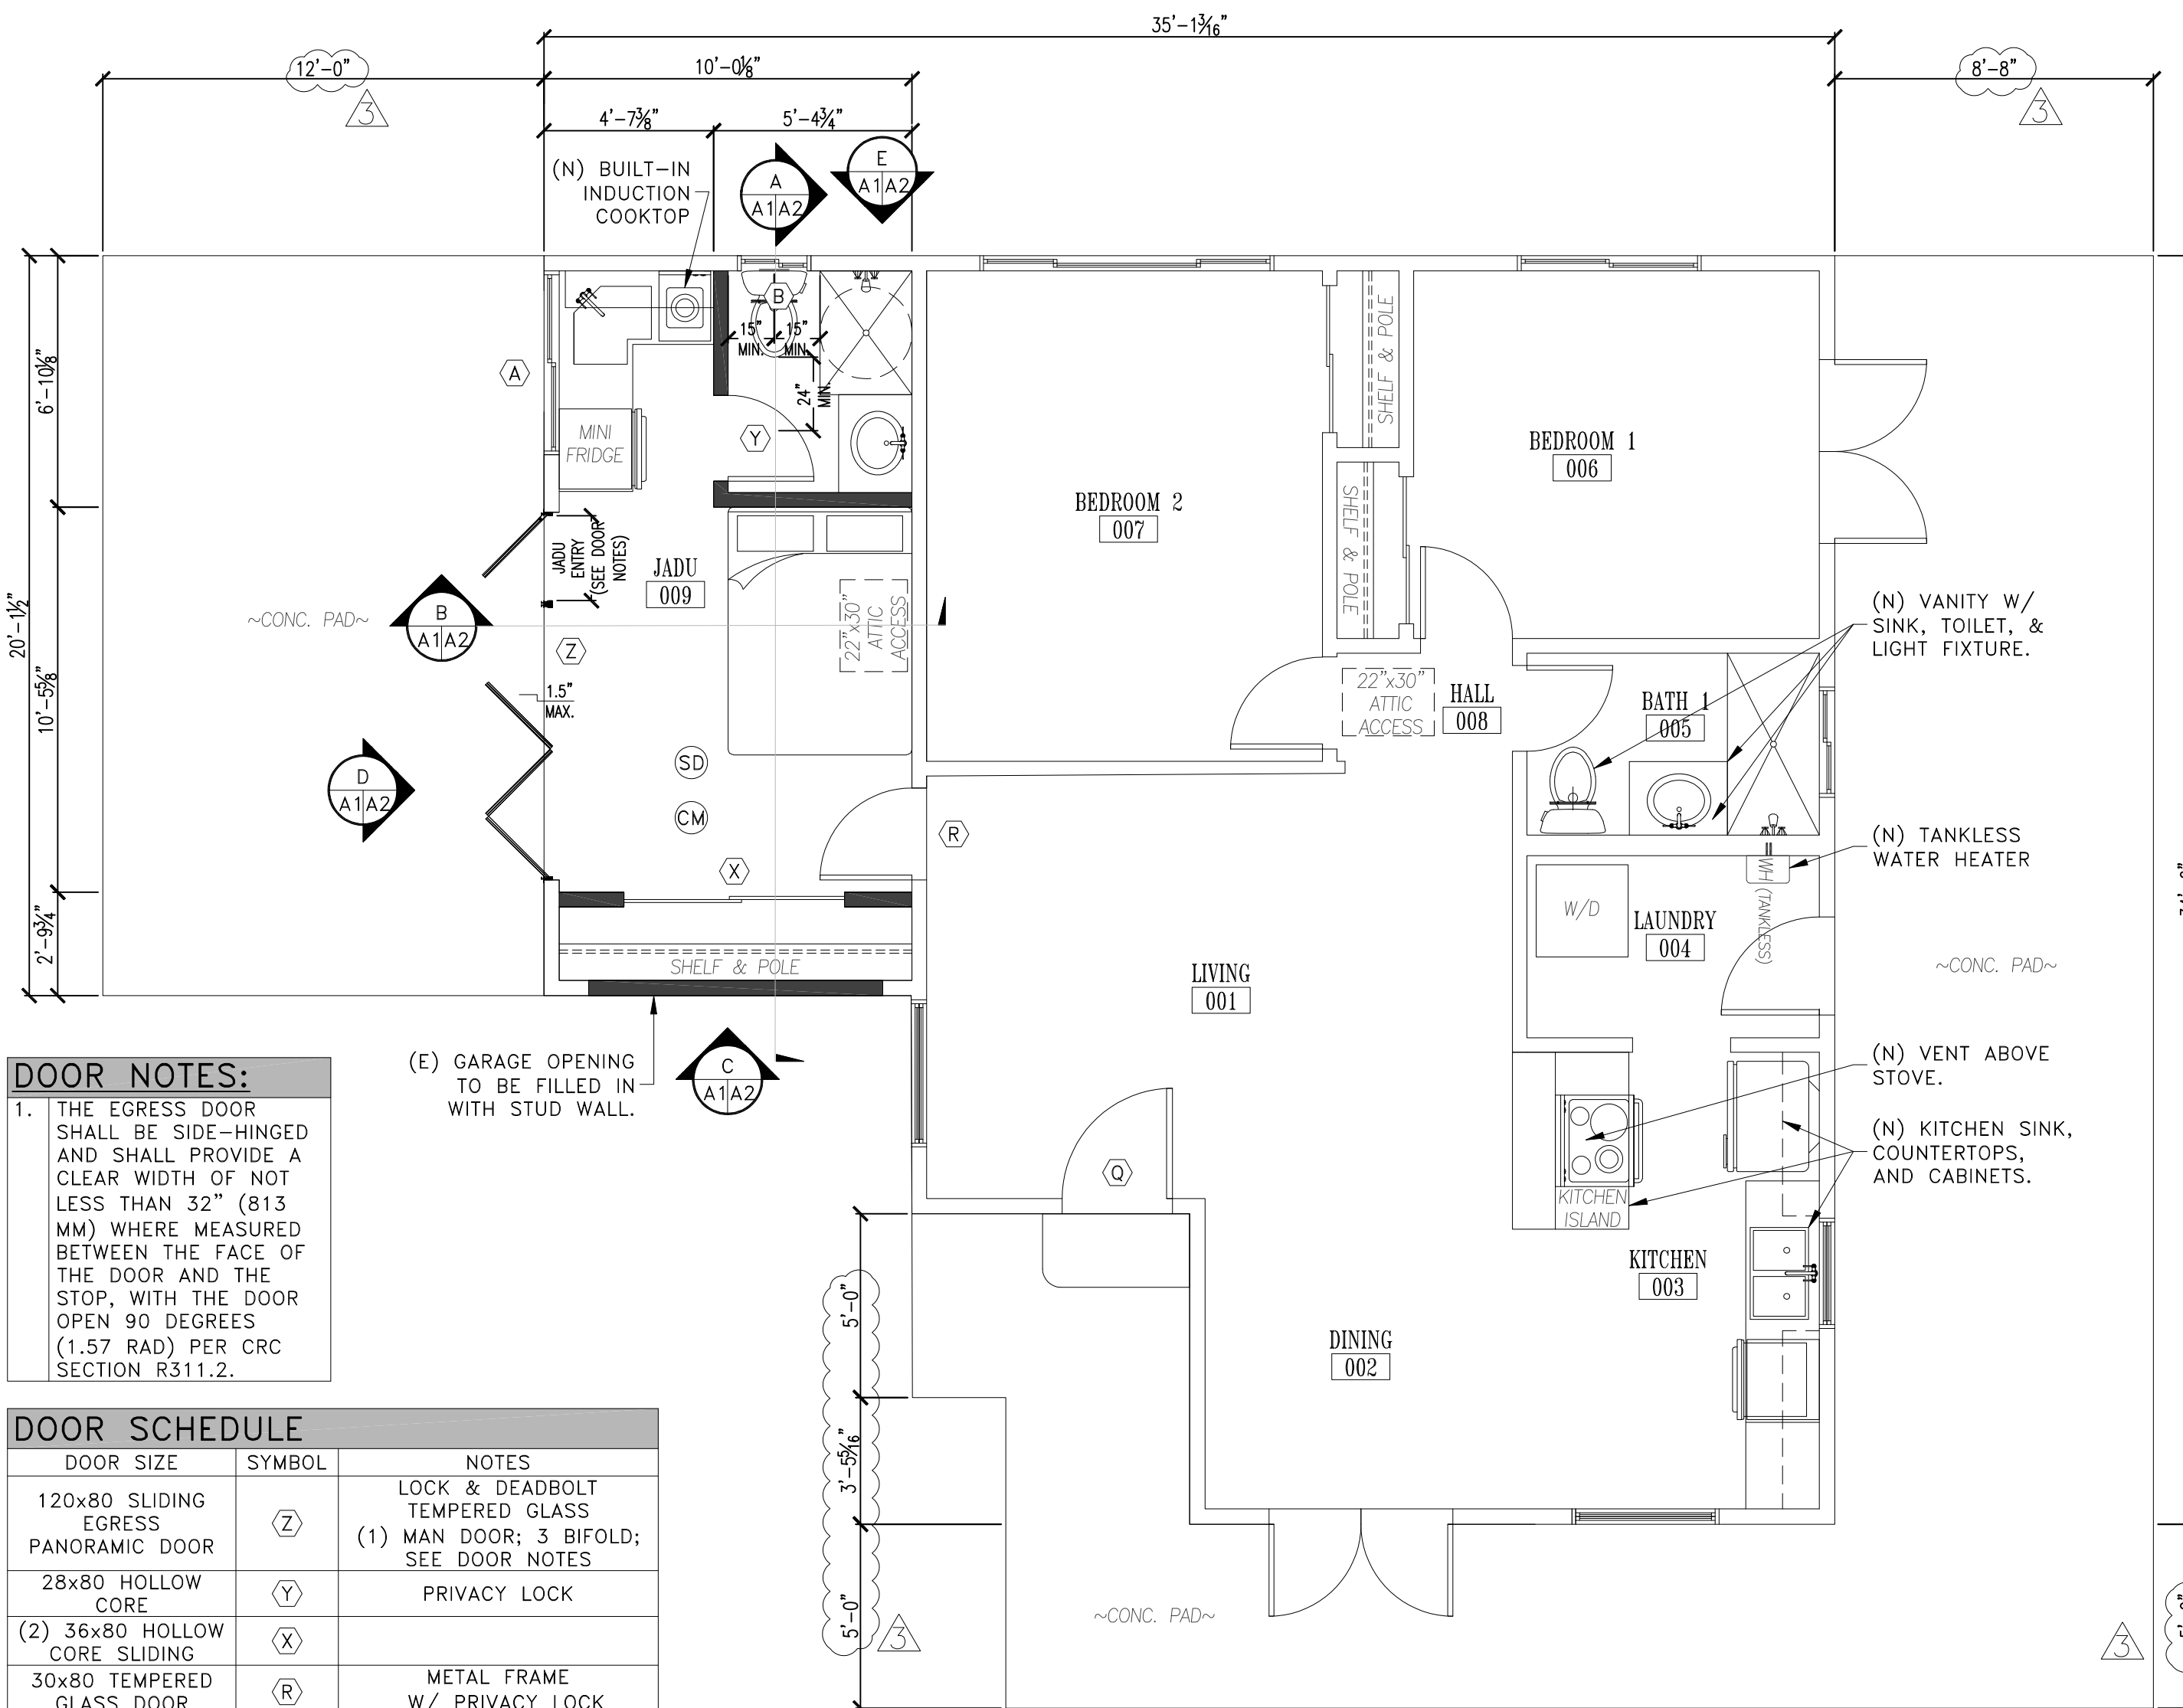 35'-1 3/16"
12'-0"
10'-0 1/8"
8'-8"
3
3
4'-7 3/8"
5'-4 3/4"
(N) BUILT-IN
INDUCTION
COOKTOP
A
A1 A2
E
A1 A2
B
15"
MIN.
15"
MIN.
24"
MIN.
A
Y
MINI
FRIDGE
6'-10 1/8"
20'-1 1/2"
10'-5 5/8"
2'-9 3/4"
SHELF & POLE
SHELF & POLE
BEDROOM 1
006
BEDROOM 2
007
JADU
ENTRY
(SEE DOOR
NOTES)
JADU
009
22"x30"
ATTIC
ACCESS
~CONC. PAD~
B
A1 A2
Z
1.5"
MAX.
(N) VANITY W/
SINK, TOILET, &
LIGHT FIXTURE.
22"x30"
ATTIC
ACCESS
HALL
008
BATH 1
005
D
A1 A2
SD
CM
R
X
(N) TANKLESS
WATER HEATER
WH (TANKLESS)
W/D
LAUNDRY
004
SHELF & POLE
LIVING
001
~CONC. PAD~
(E) GARAGE OPENING
TO BE FILLED IN
WITH STUD WALL.
C
A1 A2
(N) VENT ABOVE
STOVE.
(N) KITCHEN SINK,
COUNTERTOPS,
AND CABINETS.
Q
KITCHEN
ISLAND
KITCHEN
003
DINING
002
5'-0"
3'-5 5/16"
5'-0"
3
~CONC. PAD~
3
DOOR NOTES:
1. THE EGRESS DOOR
SHALL BE SIDE-HINGED
AND SHALL PROVIDE A
CLEAR WIDTH OF NOT
LESS THAN 32" (813
MM) WHERE MEASURED
BETWEEN THE FACE OF
THE DOOR AND THE
STOP, WITH THE DOOR
OPEN 90 DEGREES
(1.57 RAD) PER CRC
SECTION R311.2.
DOOR SCHEDULE
DOOR SIZE SYMBOL NOTES
120x80 SLIDING
EGRESS
PANORAMIC DOOR
Z
LOCK & DEADBOLT
TEMPERED GLASS
(1) MAN DOOR; 3 BIFOLD;
SEE DOOR NOTES
28x80 HOLLOW
CORE
Y
PRIVACY LOCK
(2) 36x80 HOLLOW
CORE SLIDING
X
30x80 TEMPERED
GLASS DOOR
R
METAL FRAME
W/ PRIVACY LOCK